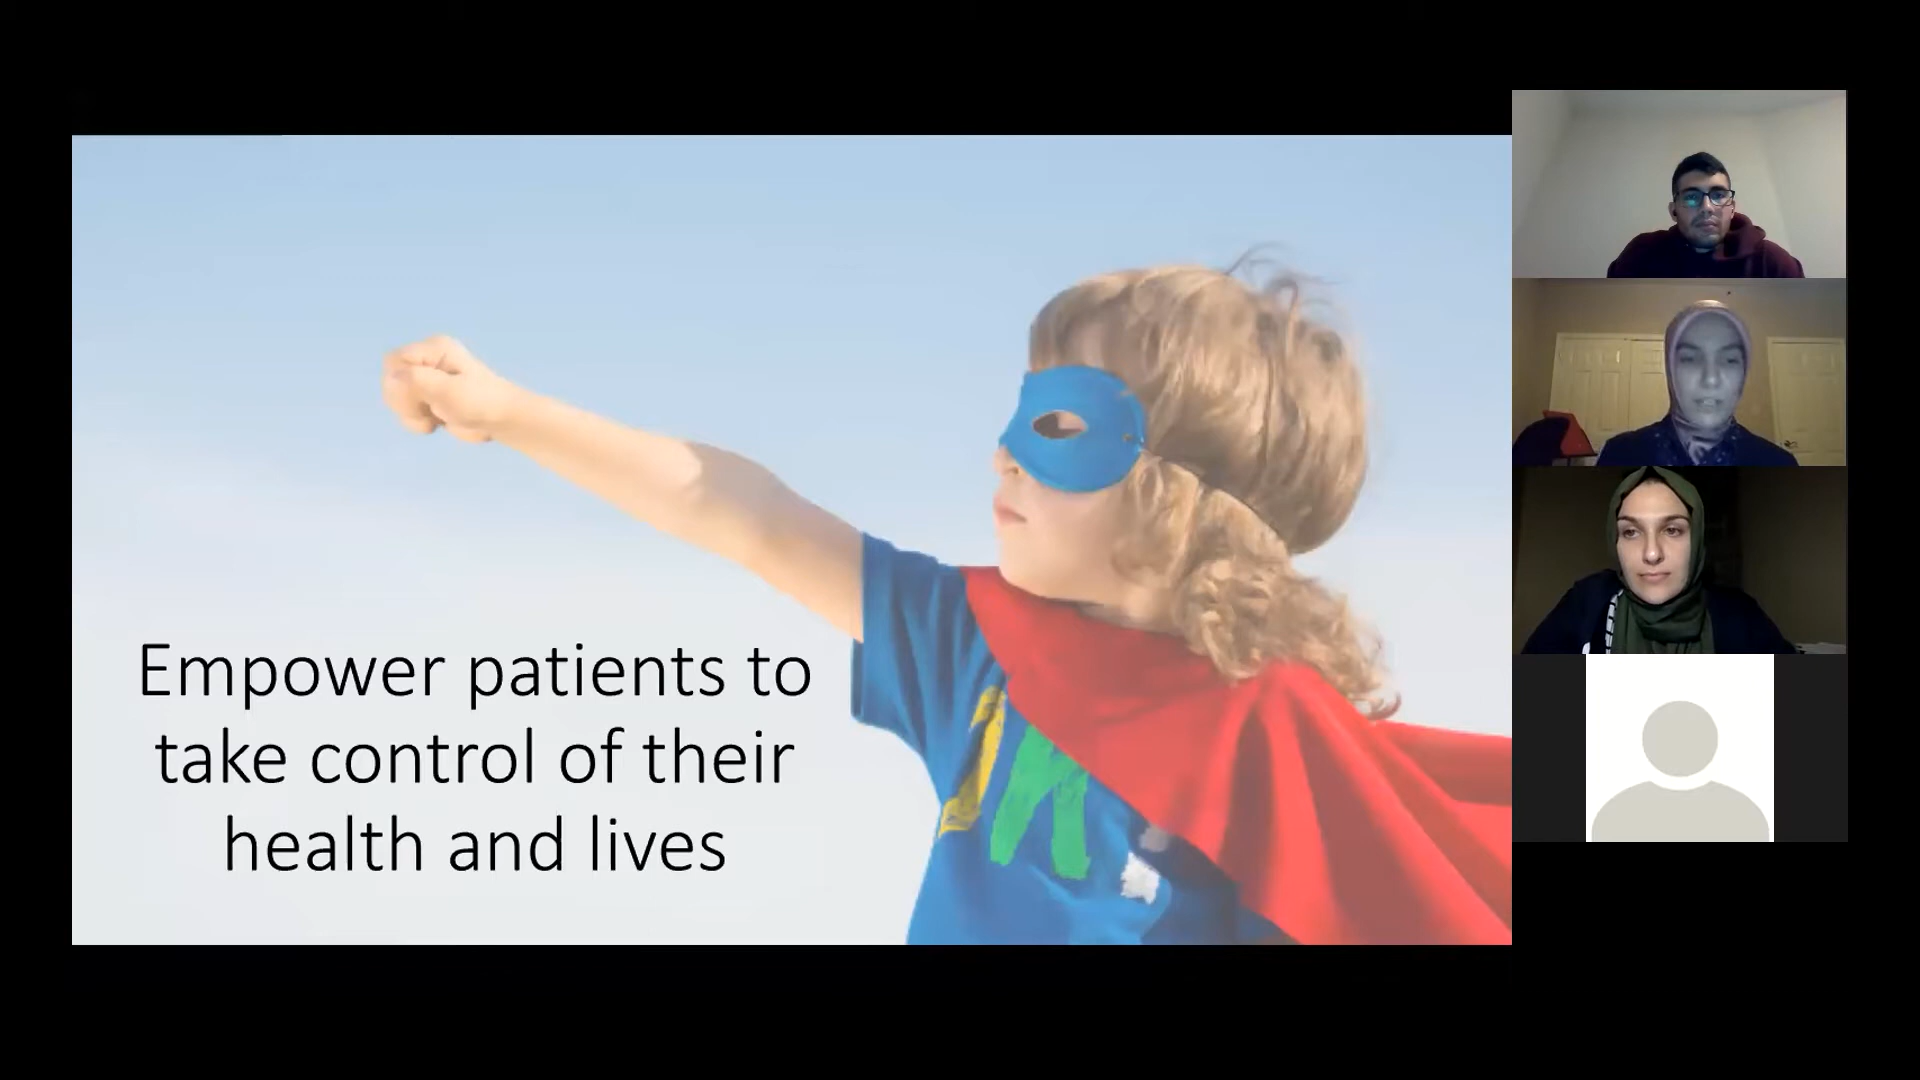 Empower patients to
take control of their
health and lives